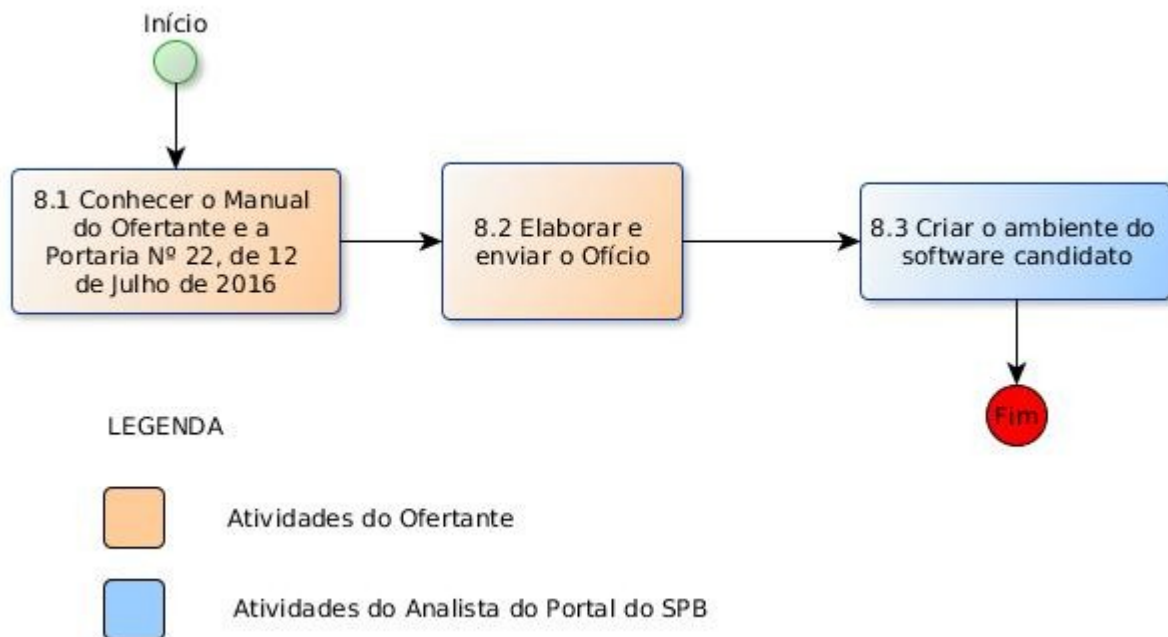 Início
8.1 Conhecer o Manual
do Ofertante e a
Portaria Nº 22, de 12
de Julho de 2016
8.2 Elaborar e
enviar o Ofício
8.3 Criar o ambiente do
software candidato
Fim
LEGENDA
Atividades do Ofertante
Atividades do Analista do Portal do SPB